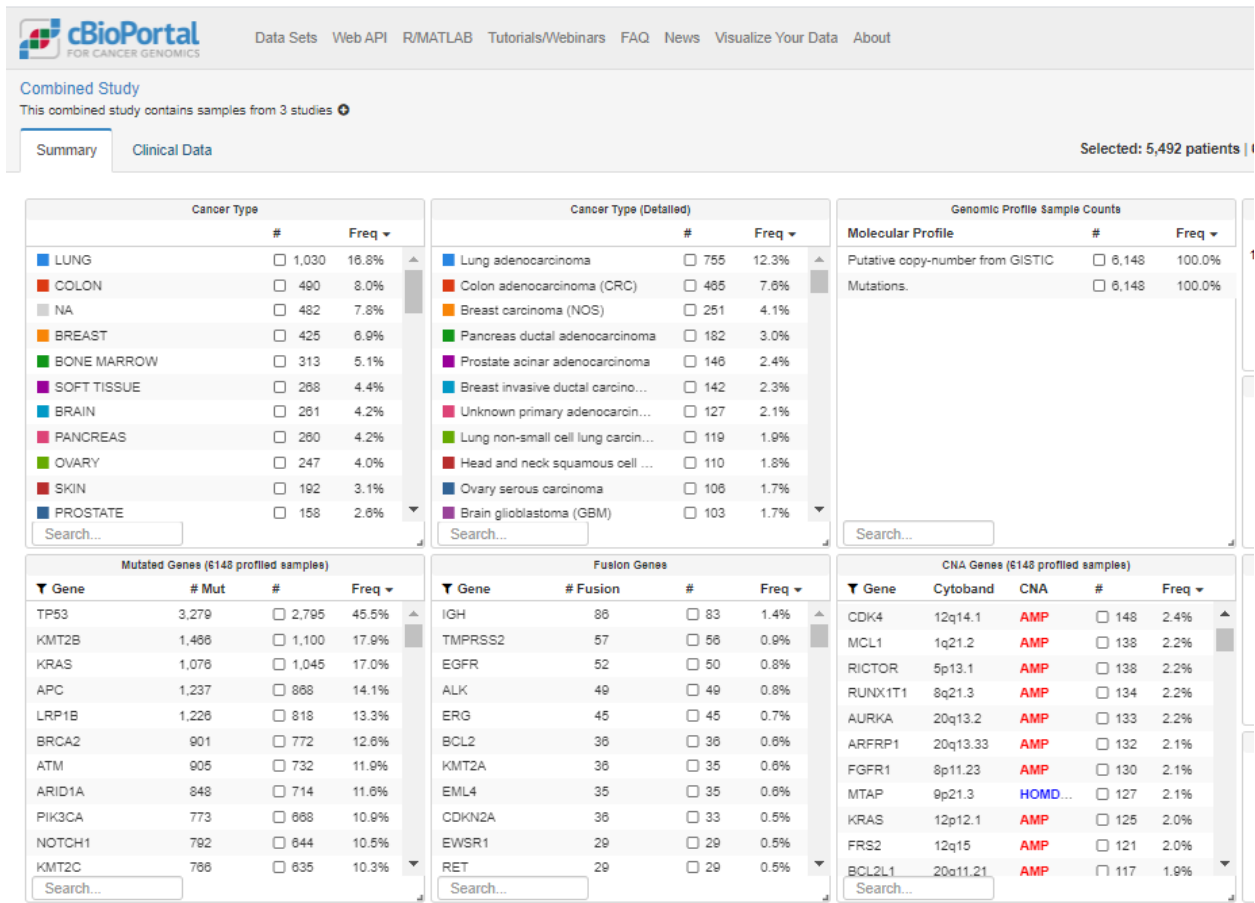 cBioPortal
FOR CANCER GENOMICS
Data Sets Web API R/MATLAB Tutorials/Webinars FAQ News Visualize Your Data About
Combined Study
This combined study contains samples from 3 studies
Summary Clinical Data
Selected: 5,492 patients |
Cancer Type
# Freq
LUNG 1,030 16.8%
COLON 490 8.0%
NA 482 7.8%
BREAST 425 6.9%
BONE MARROW 313 5.1%
SOFT TISSUE 268 4.4%
BRAIN 261 4.2%
PANCREAS 260 4.2%
OVARY 247 4.0%
SKIN 192 3.1%
PROSTATE 158 2.6%
Search...
Cancer Type (Detailed)
# Freq
Lung adenocarcinoma 755 12.3%
Colon adenocarcinoma (CRC) 465 7.6%
Breast carcinoma (NOS) 251 4.1%
Pancreas ductal adenocarcinoma 182 3.0%
Prostate acinar adenocarcinoma 146 2.4%
Breast invasive ductal carcino... 142 2.3%
Unknown primary adenocarcin... 127 2.1%
Lung non-small cell lung carcin... 119 1.9%
Head and neck squamous cell ... 110 1.8%
Ovary serous carcinoma 106 1.7%
Brain glioblastoma (GBM) 103 1.7%
Search...
Genomic Profile Sample Counts
Molecular Profile # Freq
Putative copy-number from GISTIC 6,148 100.0%
Mutations. 6,148 100.0%
Search...
Mutated Genes (6148 profiled samples)
Gene # Mut # Freq
TP53 3,279 2,795 45.5%
KMT2B 1,466 1,100 17.9%
KRAS 1,076 1,045 17.0%
APC 1,237 868 14.1%
LRP1B 1,226 818 13.3%
BRCA2 901 772 12.6%
ATM 905 732 11.9%
ARID1A 848 714 11.6%
PIK3CA 773 668 10.9%
NOTCH1 792 644 10.5%
KMT2C 766 635 10.3%
Search...
Fusion Genes
Gene # Fusion # Freq
IGH 86 83 1.4%
TMPRSS2 57 56 0.9%
EGFR 52 50 0.8%
ALK 49 49 0.8%
ERG 45 45 0.7%
BCL2 36 36 0.6%
KMT2A 36 35 0.6%
EML4 35 35 0.6%
CDKN2A 36 33 0.5%
EWSR1 29 29 0.5%
RET 29 29 0.5%
Search...
CNA Genes (6148 profiled samples)
Gene Cytoband CNA # Freq
CDK4 12q14.1 AMP 148 2.4%
MCL1 1q21.2 AMP 138 2.2%
RICTOR 5p13.1 AMP 138 2.2%
RUNX1T1 8q21.3 AMP 134 2.2%
AURKA 20q13.2 AMP 133 2.2%
ARFRP1 20q13.33 AMP 132 2.1%
FGFR1 8p11.23 AMP 130 2.1%
MTAP 9p21.3 HOMD... 127 2.1%
KRAS 12p12.1 AMP 125 2.0%
FRS2 12q15 AMP 121 2.0%
BCL2L1 20q11.21 AMP 117 1.9%
Search...